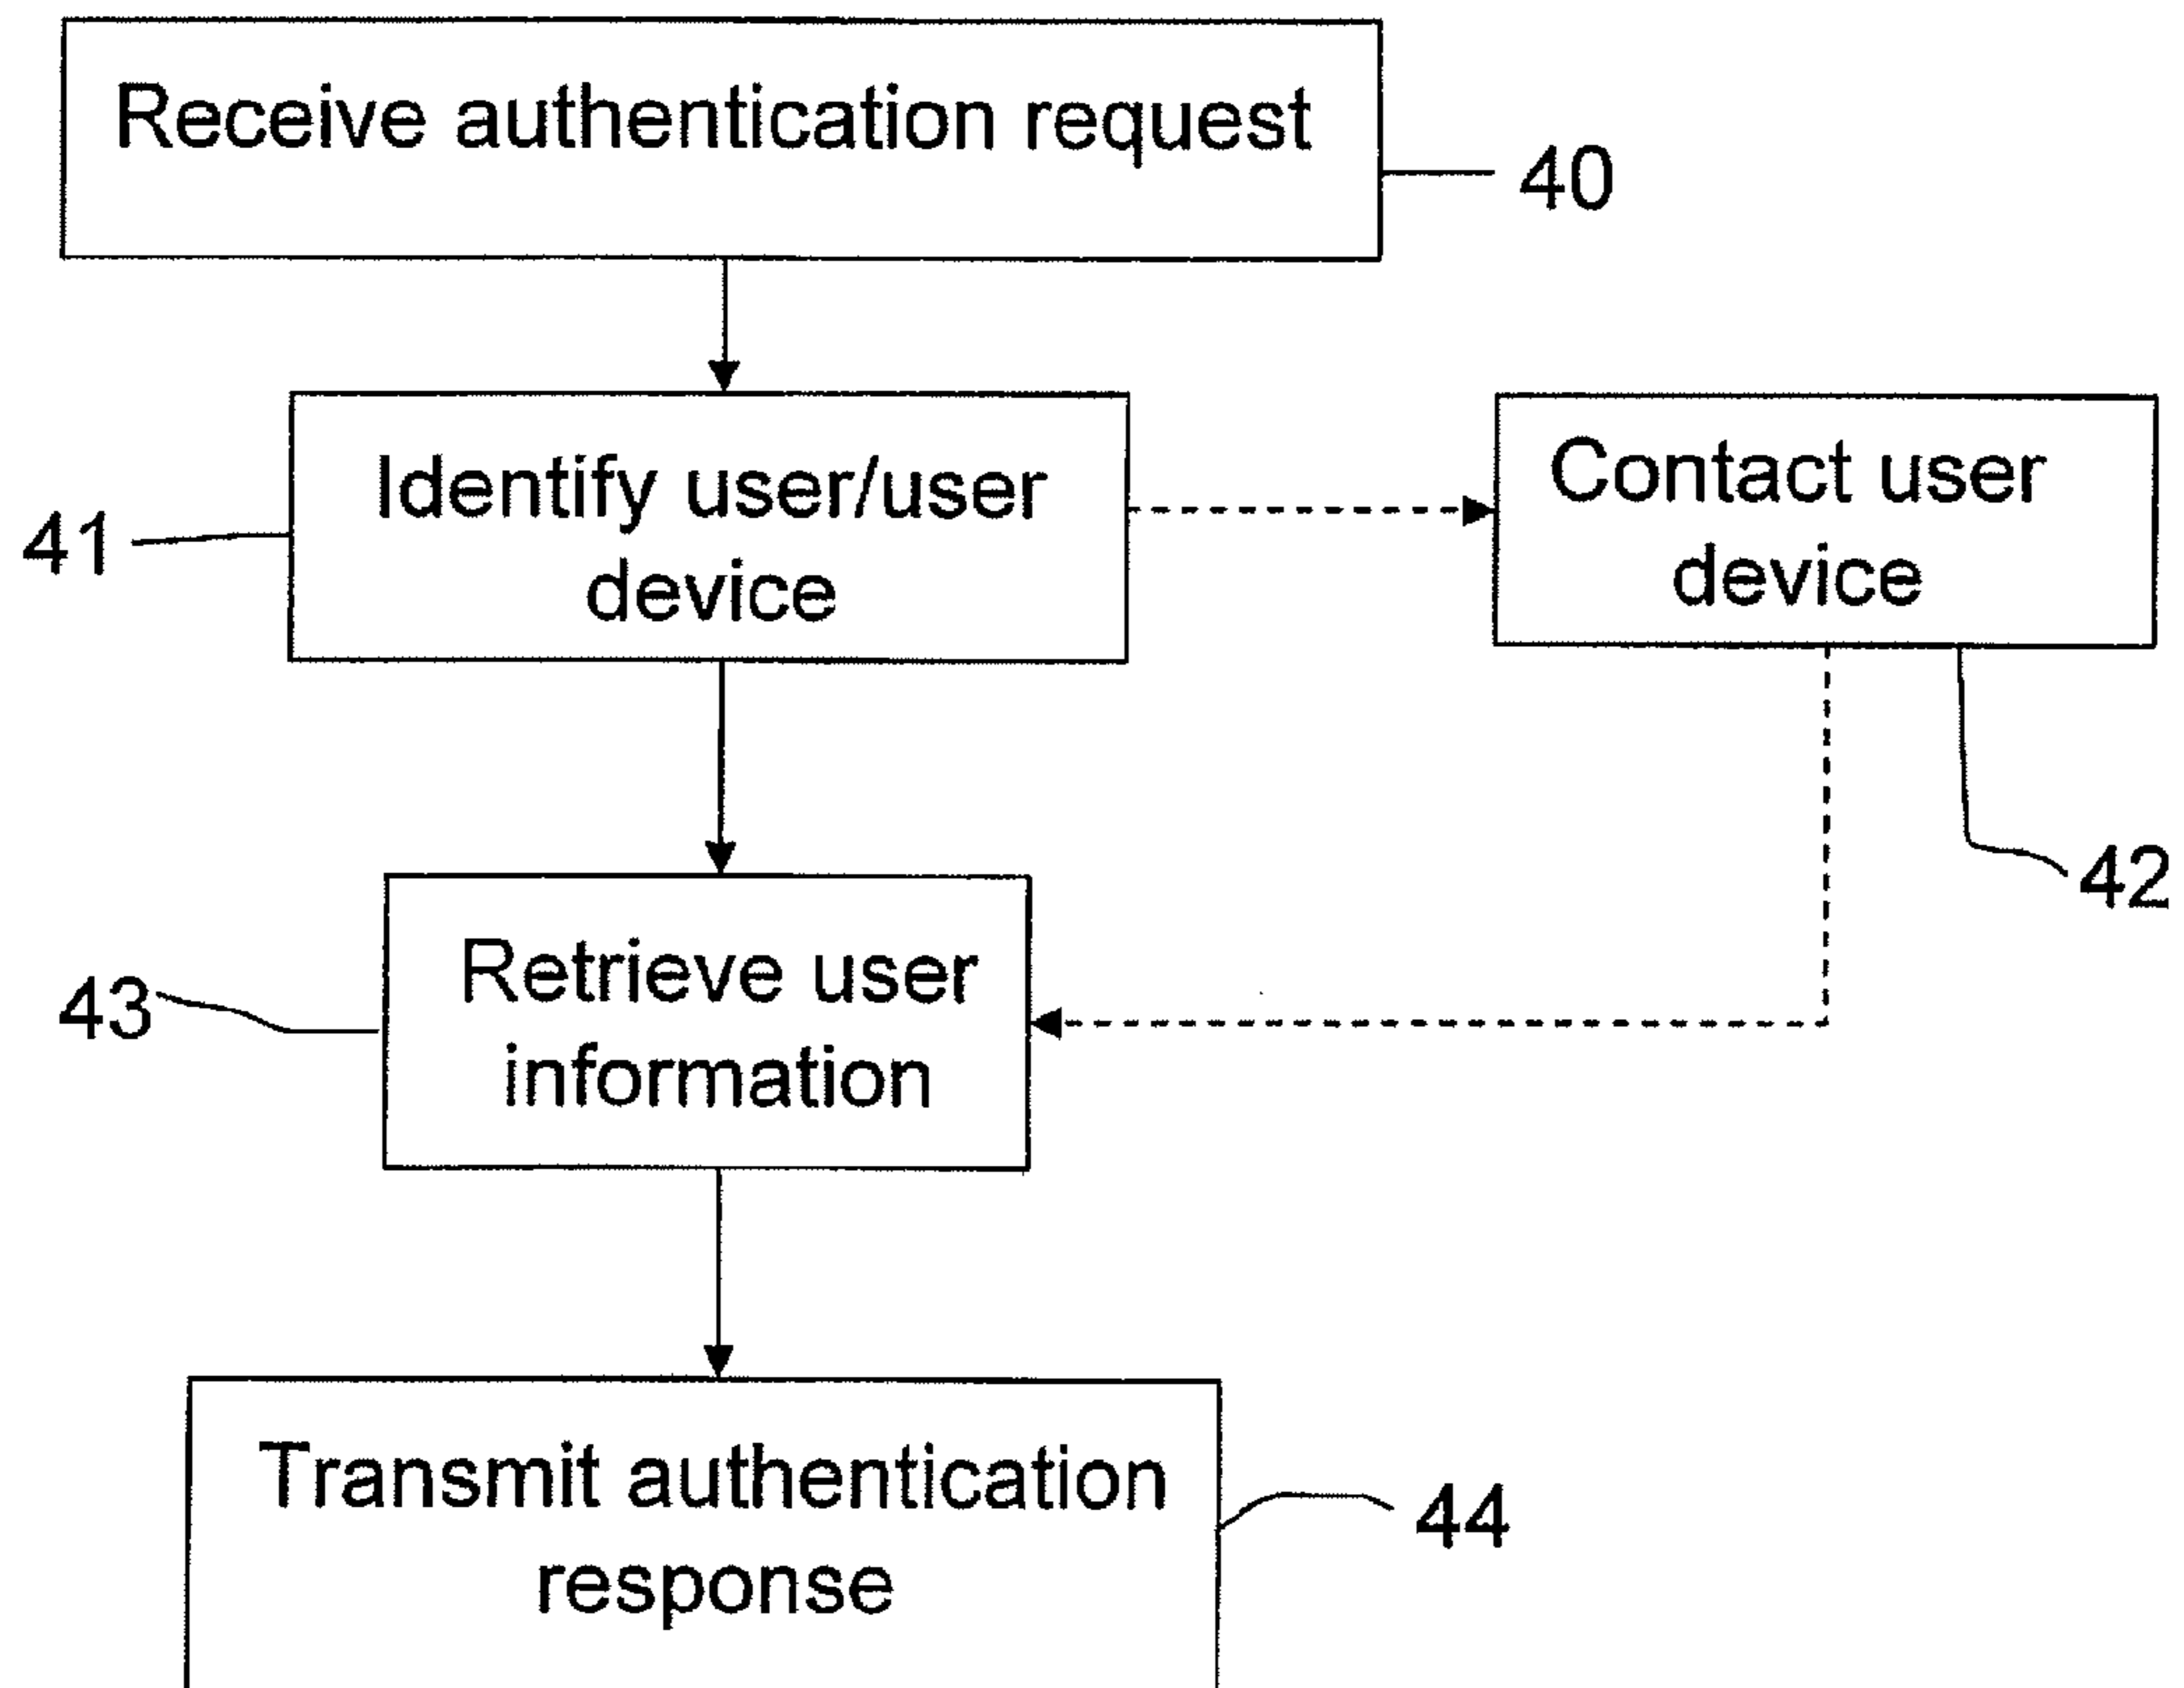 Receive authentication request
40
Identify user/user
device
41
Contact user
device
42
Retrieve user
information
43
Transmit authentication
response
44